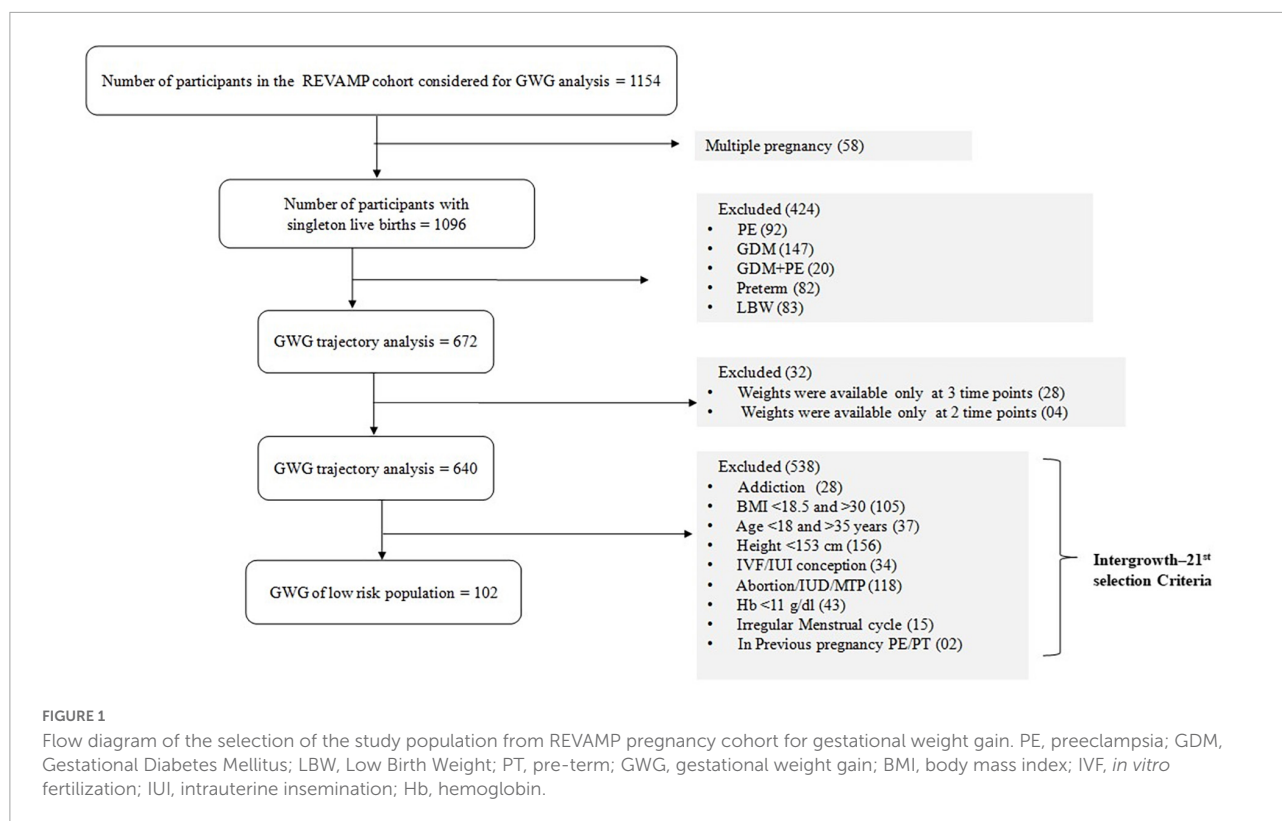 Number of participants in the REVAMP cohort considered for GWG analysis = 1154
Multiple pregnancy (58)
Number of participants with
singleton live births = 1096
Excluded (424)
• PE (92)
• GDM (147)
• GDM+PE (20)
• Preterm (82)
• LBW (83)
GWG trajectory analysis = 672
Excluded (32)
• Weights were available only at 3 time points (28)
• Weights were available only at 2 time points (04)
GWG trajectory analysis = 640
Excluded (538)
• Addiction (28)
• BMI <18.5 and >30 (105)
• Age <18 and >35 years (37)
• Height <153 cm (156)
• IVF/IUI conception (34)
• Abortion/IUD/MTP (118)
• Hb <11 g/dl (43)
• Irregular Menstrual cycle (15)
• In Previous pregnancy PE/PT (02)
Intergrowth–21st
selection Criteria
GWG of low risk population = 102
FIGURE 1
Flow diagram of the selection of the study population from REVAMP pregnancy cohort for gestational weight gain. PE, preeclampsia; GDM,
Gestational Diabetes Mellitus; LBW, Low Birth Weight; PT, pre-term; GWG, gestational weight gain; BMI, body mass index; IVF, in vitro
fertilization; IUI, intrauterine insemination; Hb, hemoglobin.